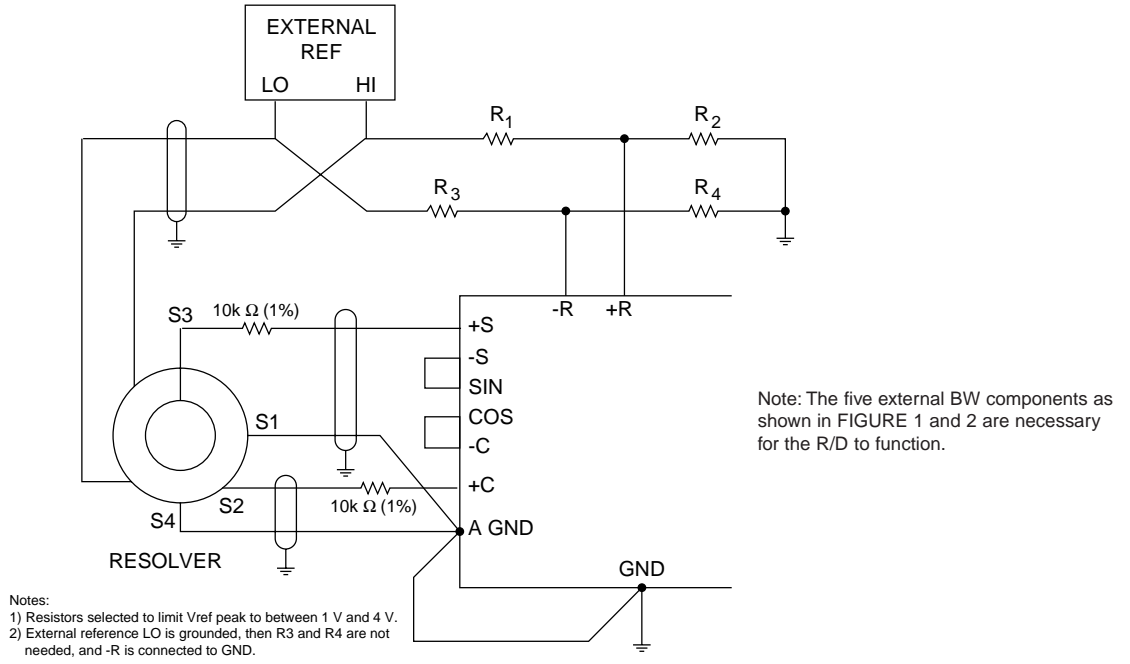 EXTERNAL
REF
LO HI
R1
R2
R3
R4
-R +R
S3
10k Ω (1%)
+S
-S
SIN
COS
-C
S1
+C
S2
10k Ω (1%)
S4
A GND
RESOLVER
GND
Note: The five external BW components as
shown in FIGURE 1 and 2 are necessary
for the R/D to function.
Notes:
1) Resistors selected to limit Vref peak to between 1 V and 4 V.
2) External reference LO is grounded, then R3 and R4 are not
needed, and -R is connected to GND.